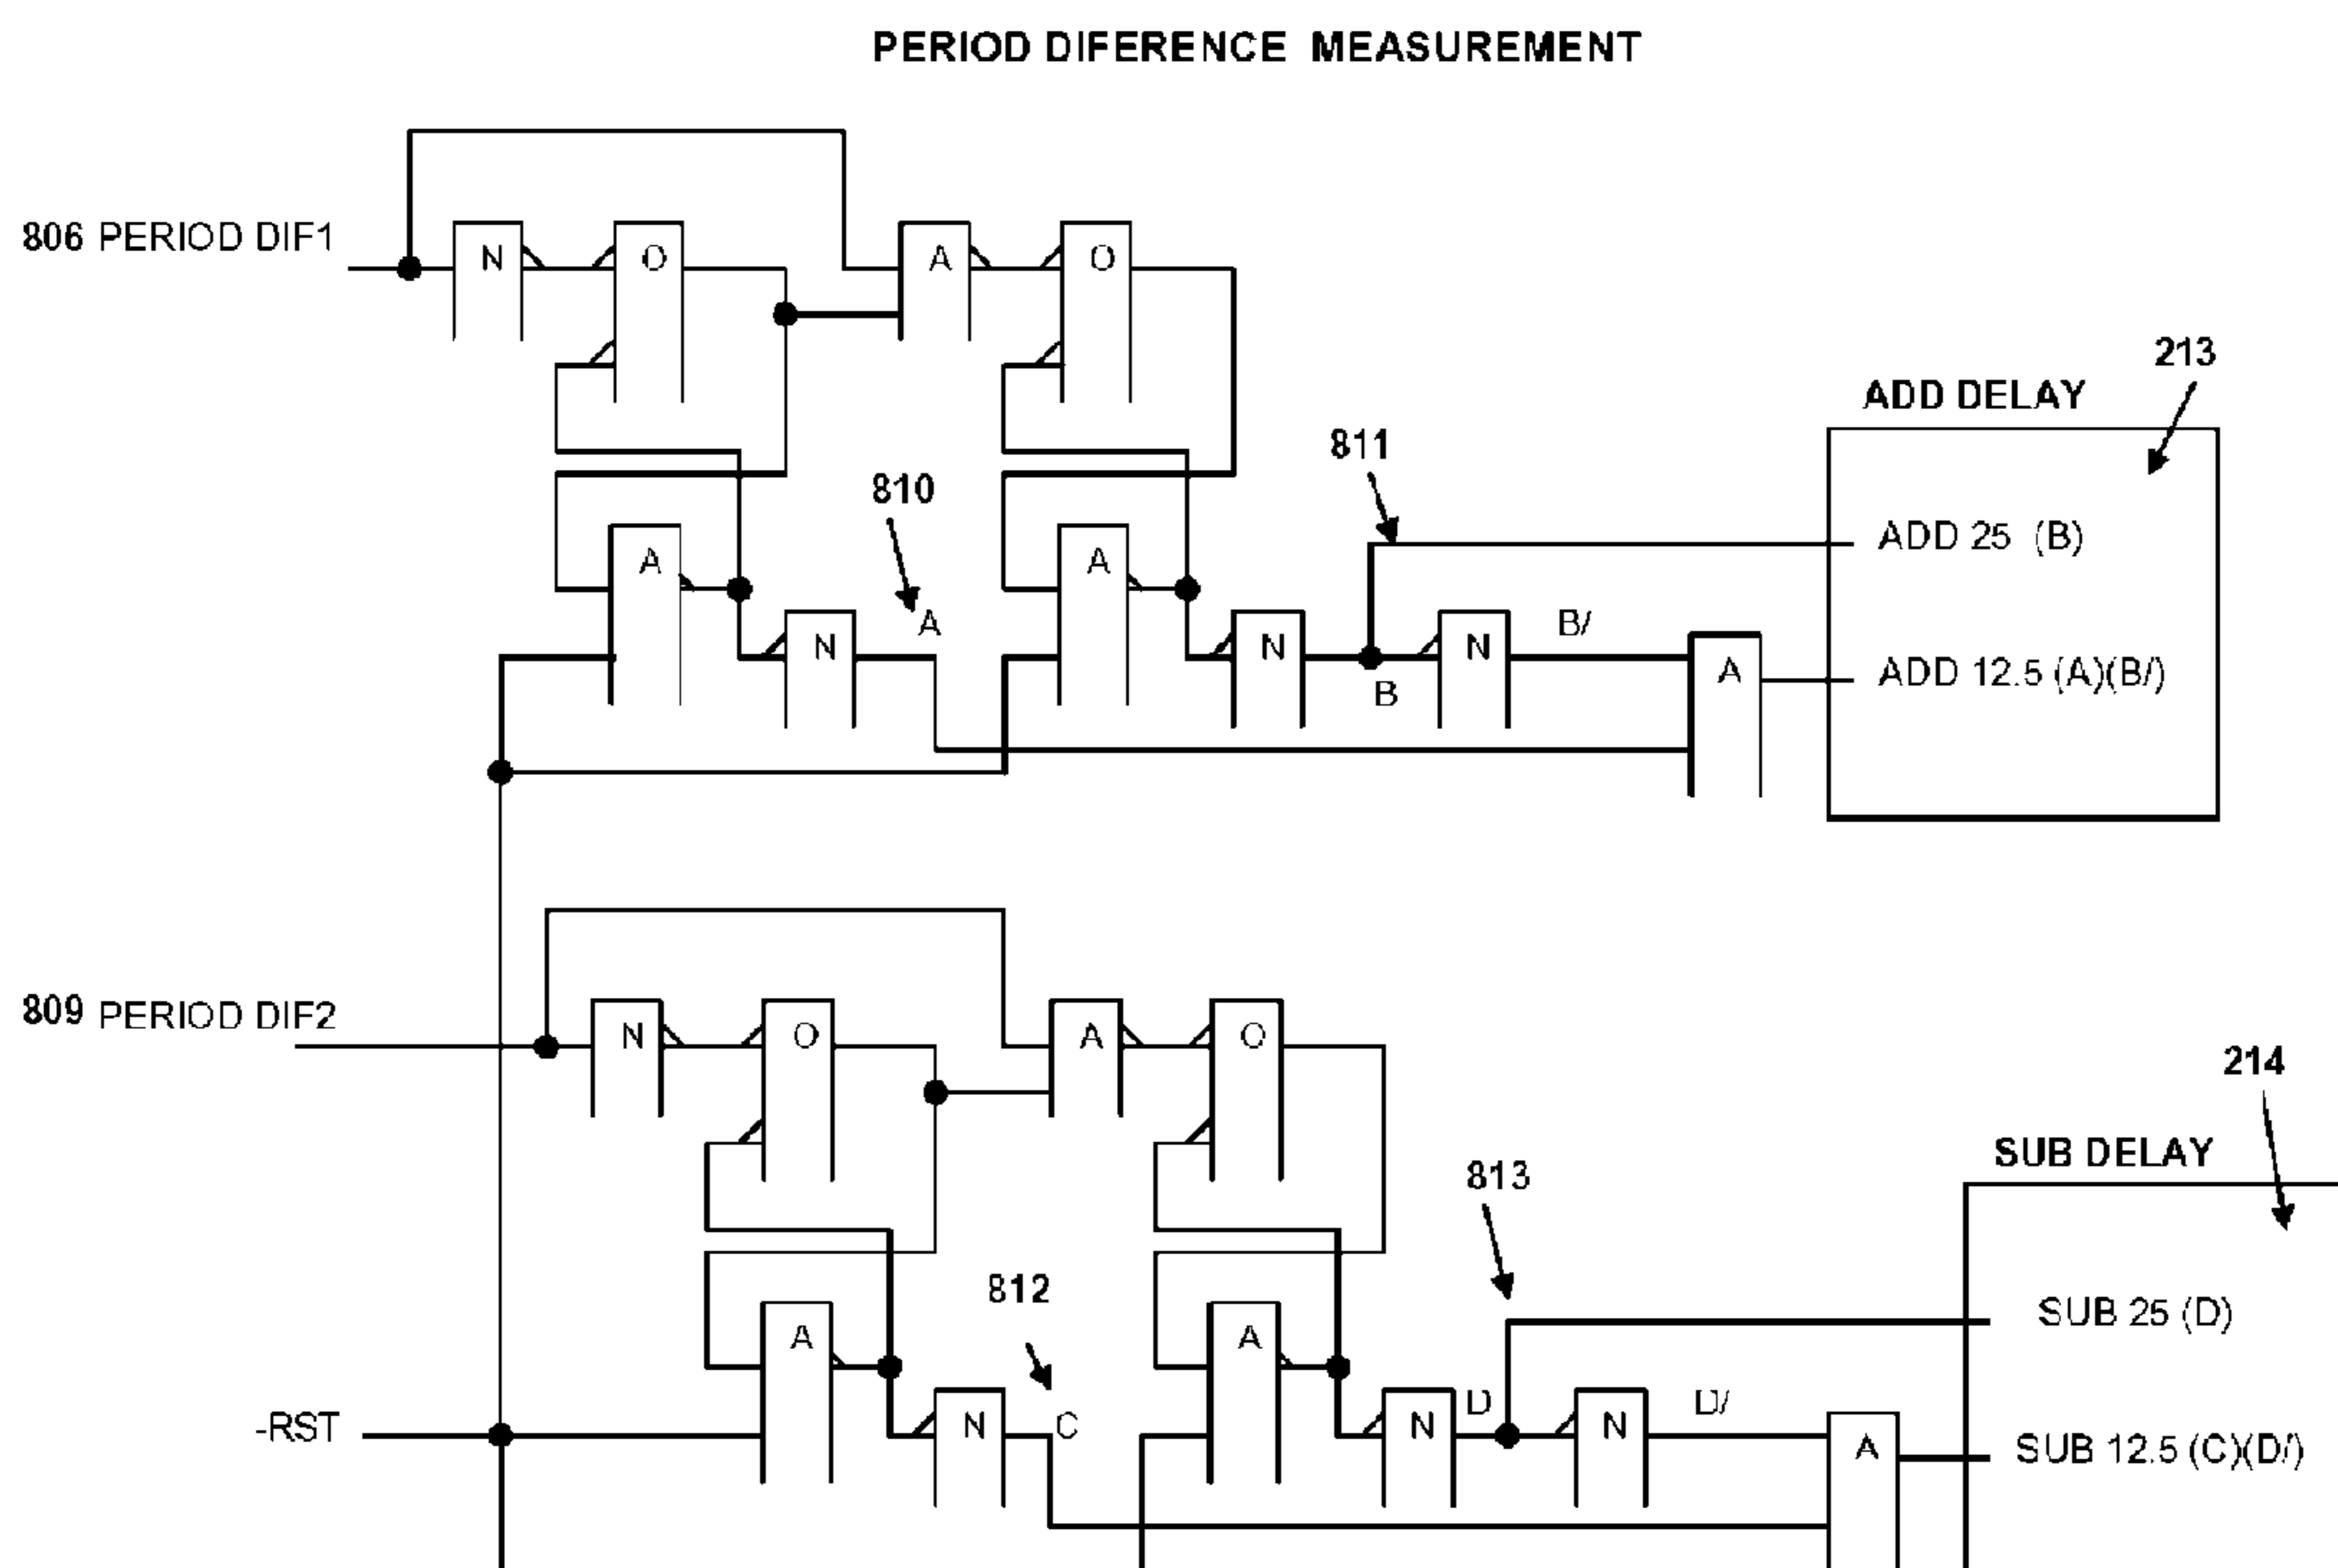 PERIOD DIFERENCE MEASUREMENT
806 PERIOD DIF1
N
O
A
O
213
ADD DELAY
811
810
ADD 25 (B)
A
A
A
N
N
N
B/
B
A
ADD 12.5 (A)(B/)
809 PERIOD DIF2
N
O
A
O
214
SUB DELAY
813
812
SUB 25 (D)
A
A
-RST
N
C
N
D
N
D/
A
SUB 12.5 (C)(D/)